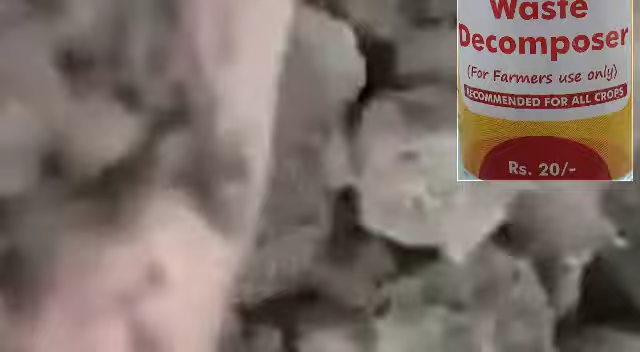 Waste
Decomposer
(For Farmers use only)
RECOMMENDED FOR ALL CROPS
Rs. 20/-